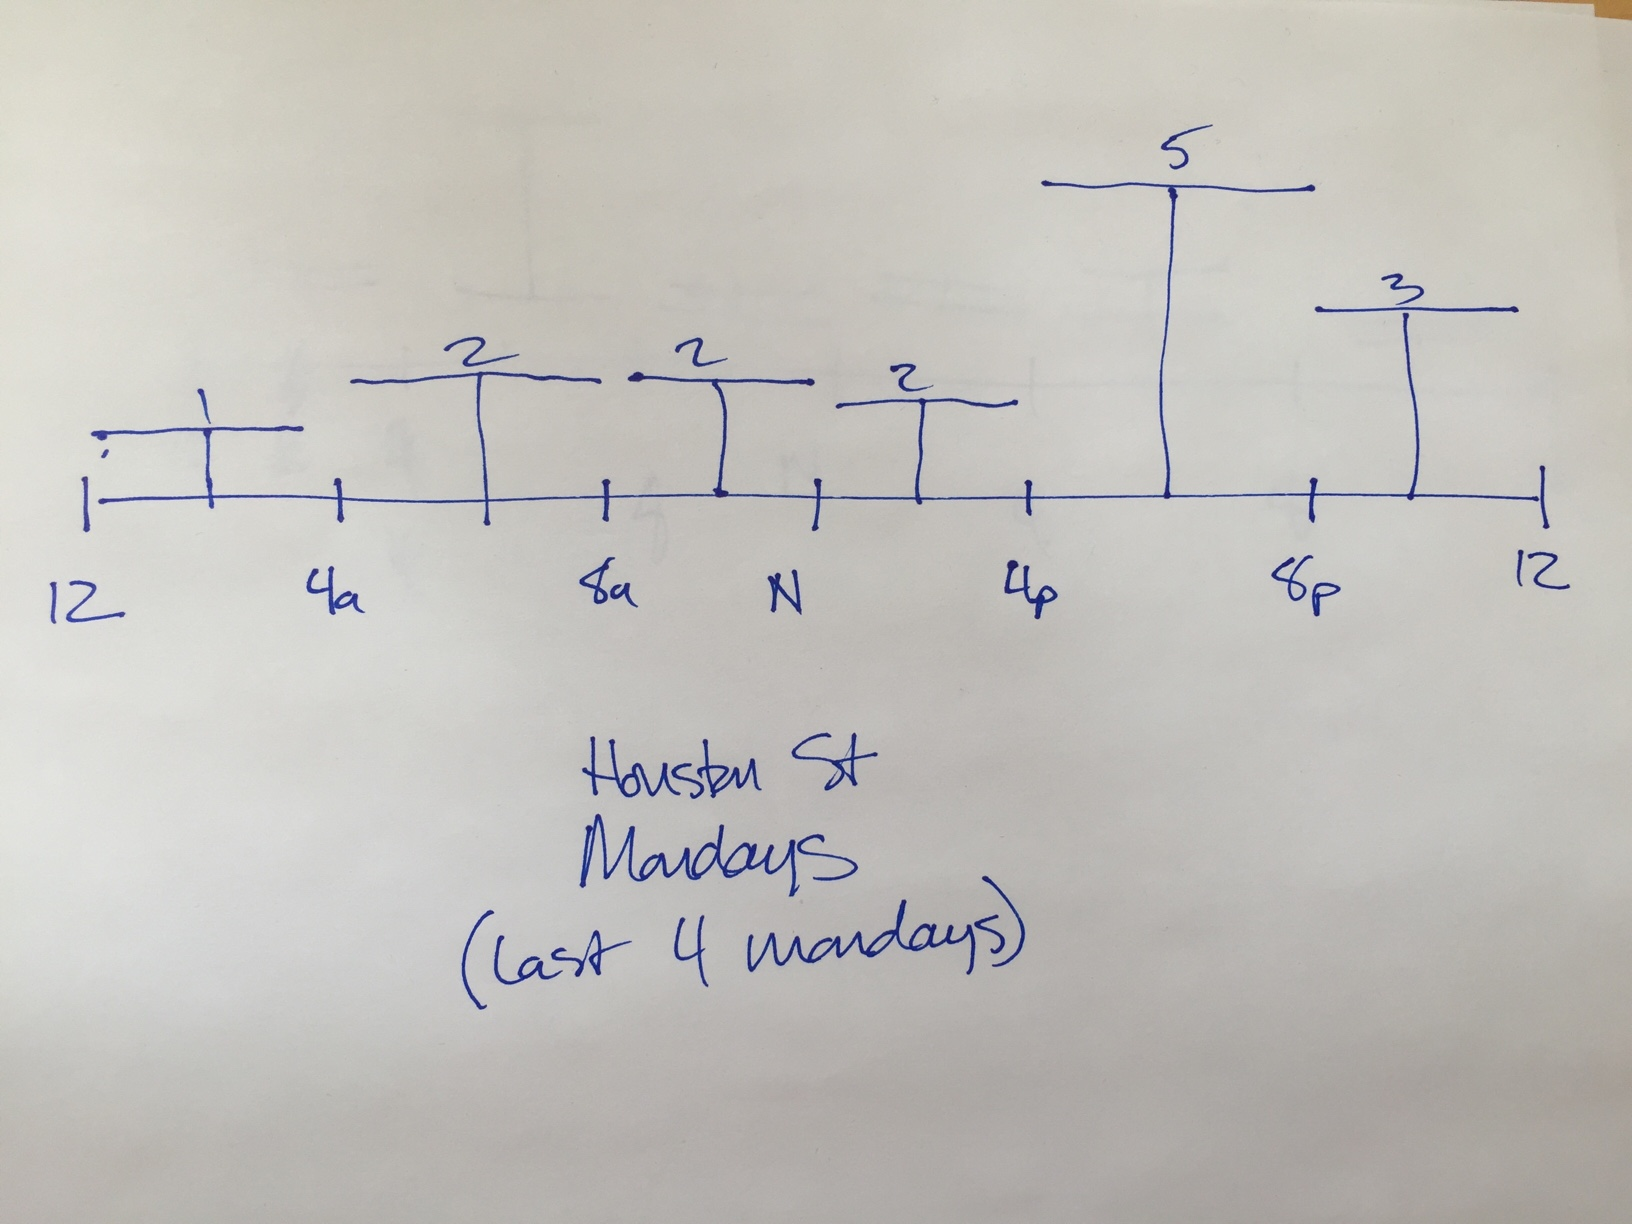 5
3
2 2 2
1
12 4a 8a N 4p 8p 12
Houston St
Mondays
(last 4 mondays)